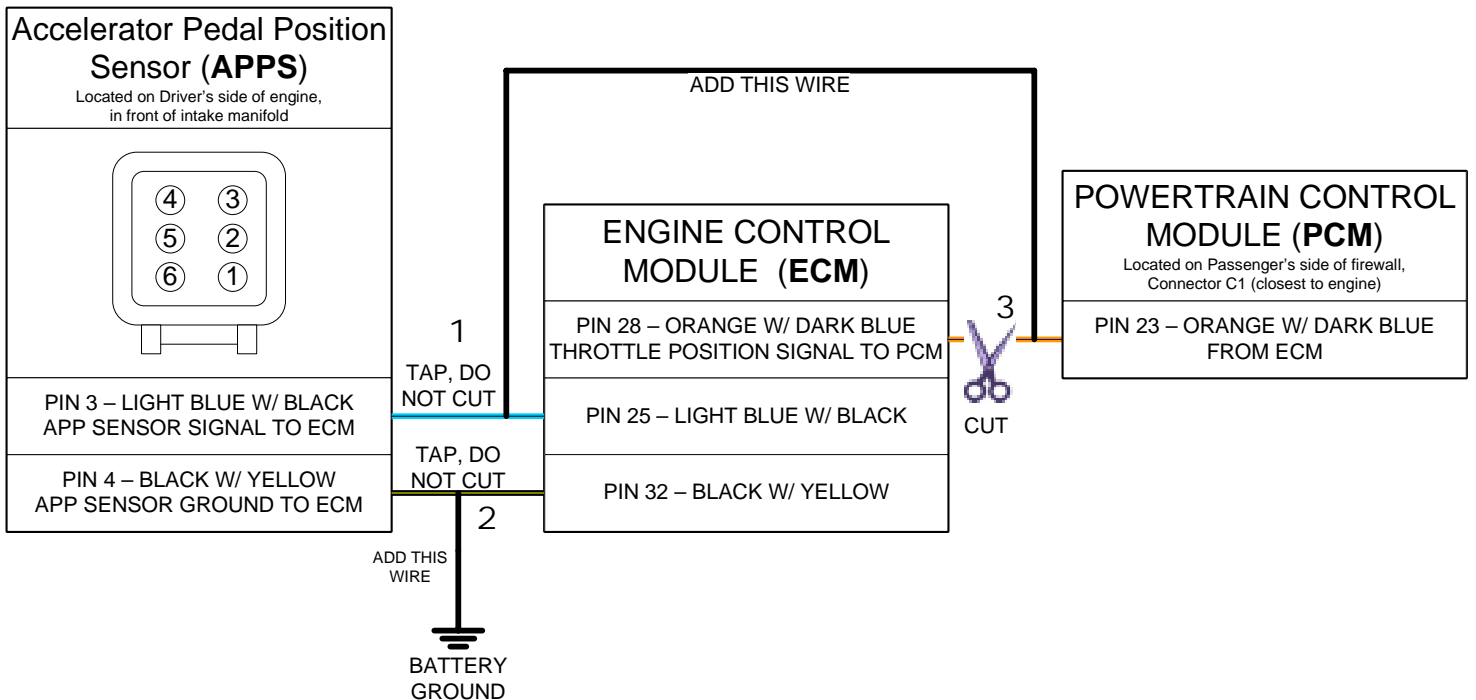 Accelerator Pedal Position
Sensor (APPS)
Located on Driver's side of engine,
in front of intake manifold
4 3
5 2
6 1
PIN 3 – LIGHT BLUE W/ BLACK
APP SENSOR SIGNAL TO ECM
PIN 4 – BLACK W/ YELLOW
APP SENSOR GROUND TO ECM
1
TAP, DO
NOT CUT
TAP, DO
NOT CUT
2
ADD THIS
WIRE
BATTERY
GROUND
ADD THIS WIRE
ENGINE CONTROL
MODULE (ECM)
PIN 28 – ORANGE W/ DARK BLUE
THROTTLE POSITION SIGNAL TO PCM
PIN 25 – LIGHT BLUE W/ BLACK
PIN 32 – BLACK W/ YELLOW
3
CUT
POWERTRAIN CONTROL
MODULE (PCM)
Located on Passenger's side of firewall,
Connector C1 (closest to engine)
PIN 23 – ORANGE W/ DARK BLUE
FROM ECM